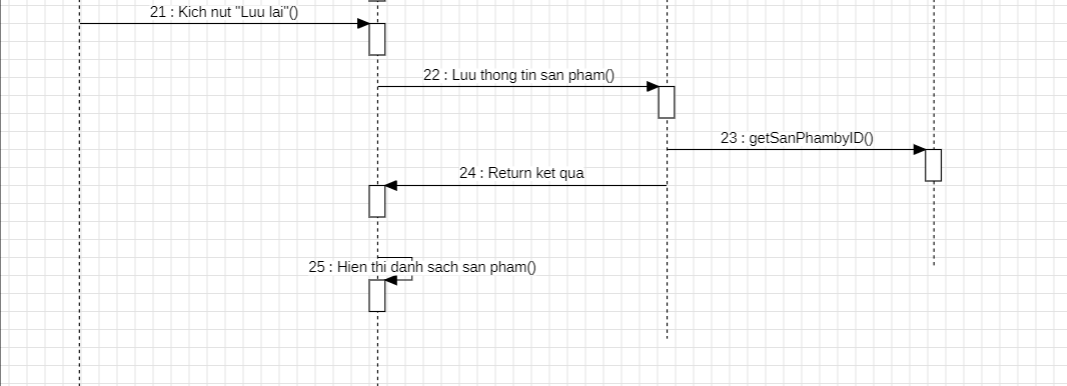 21 : Kich nut "Luu lai"()
22 : Luu thong tin san pham()
23 : getSanPhambyID()
24 : Return ket qua
25 : Hien thi danh sach san pham()